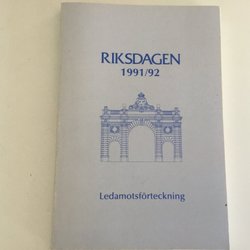 RIKSDAGEN
1991/92
Ledamotsförteckning